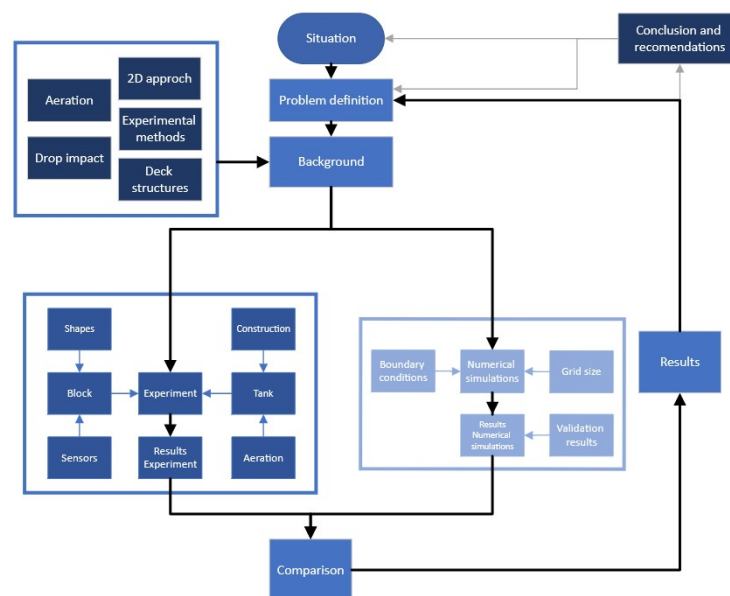 Situation
Conclusion and
recomendations
2D approch
Aeration
Problem definition
Experimental
methods
Drop impact
Background
Deck
structures
Shapes
Construction
Boundary
conditions
Numerical
simulations
Grid size
Results
Block
Experiment
Tank
Results
Numerical
simulations
Validation
results
Sensors
Results
Experiment
Aeration
Comparison